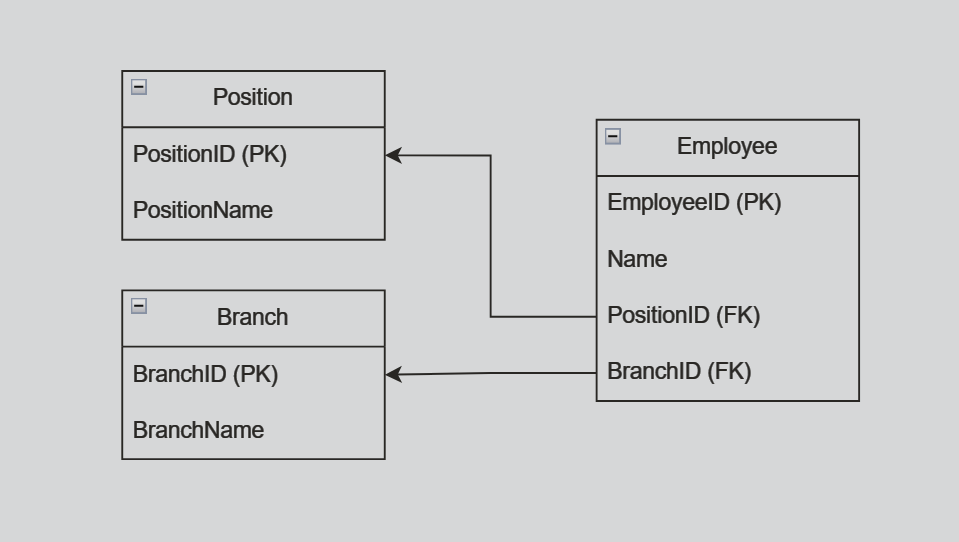 Position
PositionID (PK)
PositionName
Branch
BranchID (PK)
BranchName
Employee
EmployeeID (PK)
Name
PositionID (FK)
BranchID (FK)